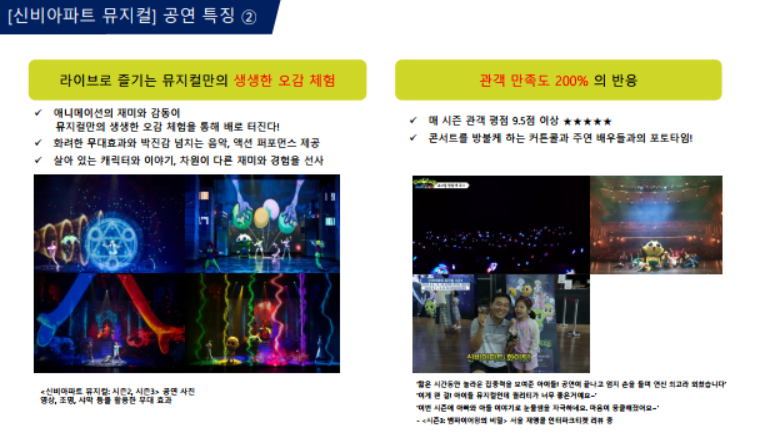 [신비아파트 뮤지컬] 공연 특징 ②
라이브로 즐기는 뮤지컬만의 생생한 오감 체험
✓ 애니메이션의 재미와 감동이
뮤지컬만의 생생한 오감 체험을 통해 배로 터진다!
✓ 화려한 무대효과와 박진감 넘치는 음악, 액션 퍼포먼스 제공
✓ 살아 있는 캐릭터와 이야기, 차원이 다른 재미와 경험을 선사
<신비아파트 뮤지컬: 시즌2, 시즌3> 공연 사진
영상, 조명, 샤막 등을 활용한 무대 효과
관객 만족도 200% 의 반응
✓ 매 시즌 관객 평점 9.5점 이상 ★★★★★
✓ 콘서트를 방불케 하는 커튼콜과 주연 배우들과의 포토타임!
신비아파트 화이팅!
'짧은 시간동안 놀라운 집중력을 보여준 아이들! 공연이 끝나고 엄지 손을 들며 연신 최고라 외쳤습니다'
'이게 웬 걸! 아이들 뮤지컬인데 퀄리티가 너무 좋은거예요~'
'이번 시즌에 아빠와 아들 이야기로 눈물샘을 자극하네요. 마음이 뭉클해졌어요~'
- <시즌3: 뱀파이어왕의 비밀> 서울 재앵콜 인터파크티켓 리뷰 중